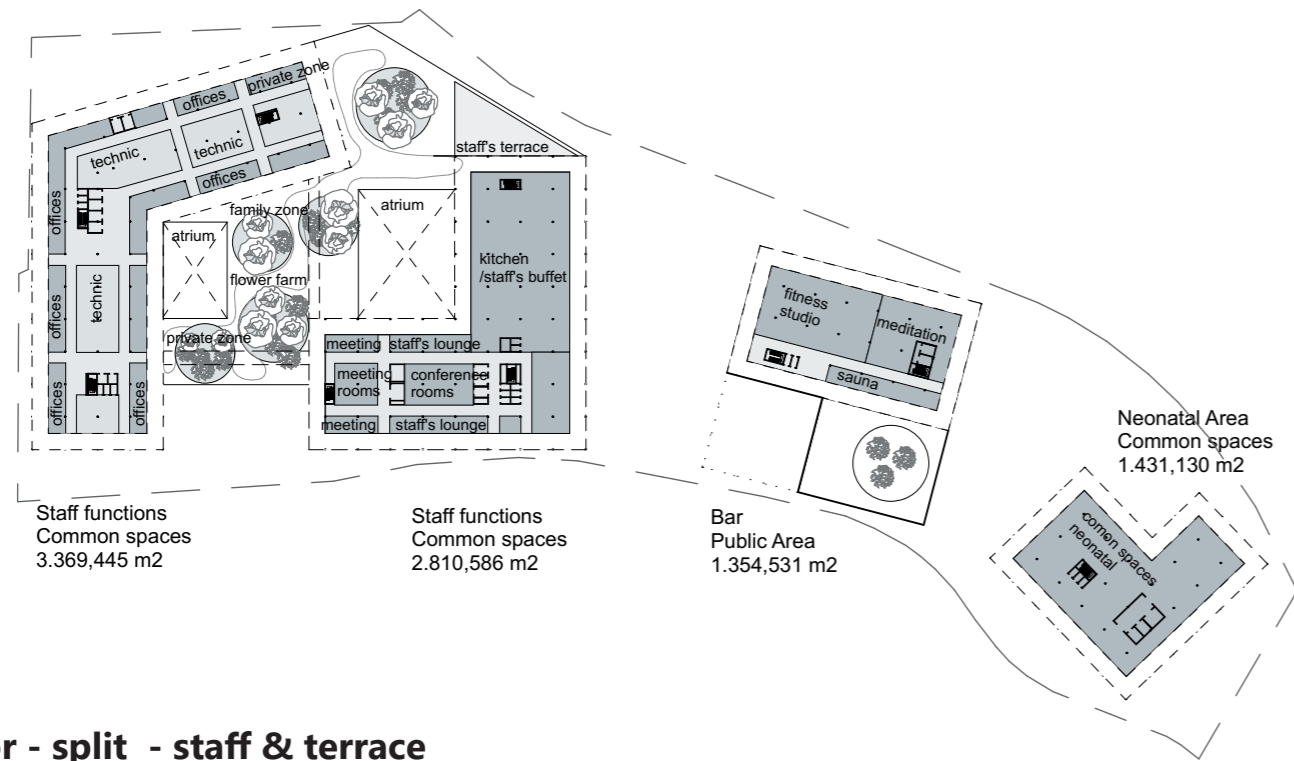 private zone
offices
technic
technic
offices
staff's terrace
offices
family zone
atrium
atrium
kitchen
/staff's buffet
flower farm
offices
technic
private zone
meeting
staff's lounge
meeting
rooms
conference
rooms
offices
offices
meeting
staff's lounge
fitness
studio
meditation
sauna
comon spaces
neonatal
Neonatal Area
Common spaces
1.431,130 m2
Staff functions
Common spaces
3.369,445 m2
Staff functions
Common spaces
2.810,586 m2
Bar
Public Area
1.354,531 m2
or - split - staff & terrace